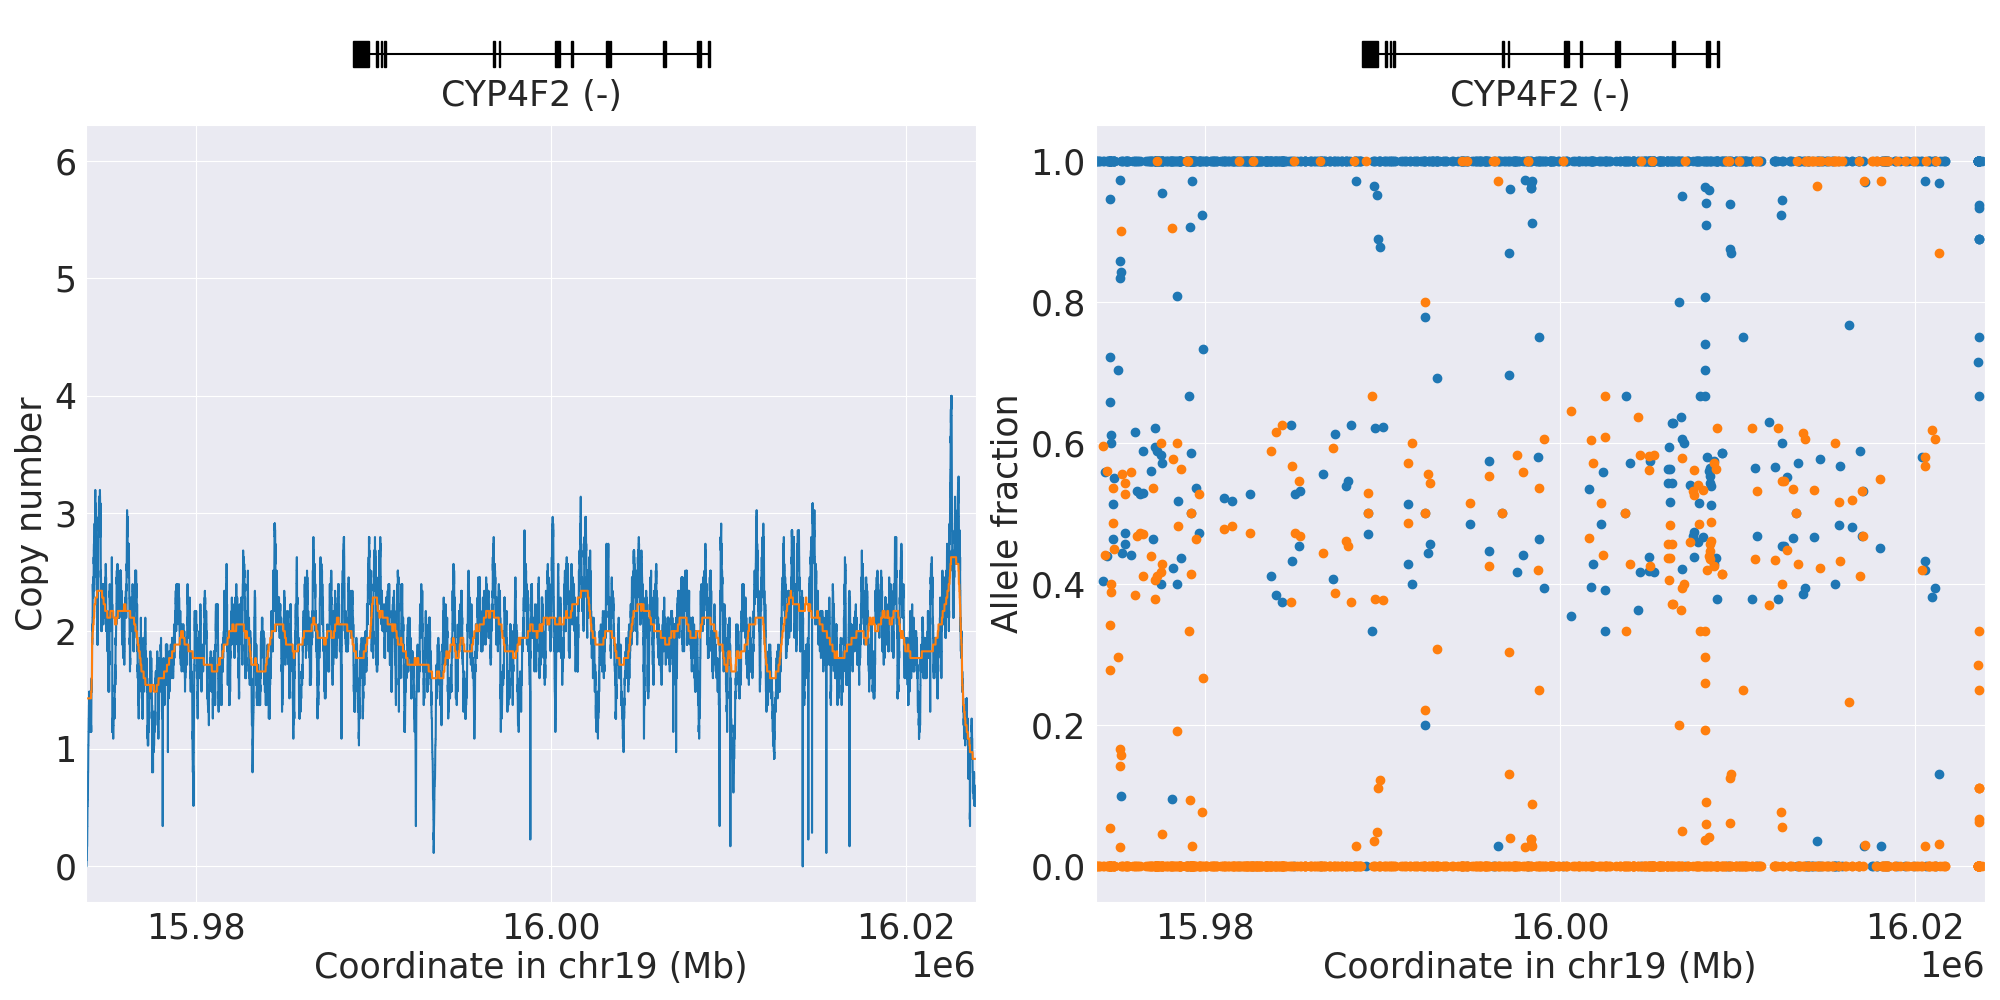 CYP4F2 (-)
Copy number
6
5
4
3
2
1
0
15.98
16.00
16.02
Coordinate in chr19 (Mb)
1e6
CYP4F2 (-)
Allele fraction
1.0
0.8
0.6
0.4
0.2
0.0
15.98
16.00
16.02
Coordinate in chr19 (Mb)
1e6